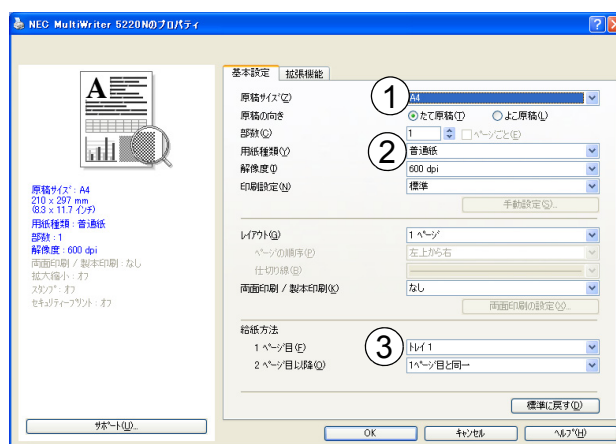 NEC MultiWriter 5220Nのプロパティ
基本設定 拡張機能
A
原稿サイズ : A4
210 x 297 mm
(8.3 x 11.7 インチ)
用紙種類 : 普通紙
部数 : 1
解像度 : 600 dpi
両面印刷 / 製本印刷 : なし
拡大縮小 : オフ
スタンプ : オフ
セキュリティープリント : オフ
サポート(U)...
原稿サイズ(Z) ① A4
原稿の向き たて原稿(T) よこ原稿(L)
部数(C) 1 ページごと(E)
用紙種類(Y) ② 普通紙
解像度(I) 600 dpi
印刷設定(N) 標準
手動設定(S)...
レイアウト(G) 1 ページ
ページの順序(P) 左上から右
仕切り線(B)
両面印刷 / 製本印刷(K) なし
両面印刷の設定(X)...
給紙方法
1 ページ目(F) ③ トレイ 1
2 ページ目以降(O) 1ページ目と同一
標準に戻す(D)
OK キャンセル ヘルプ(H)